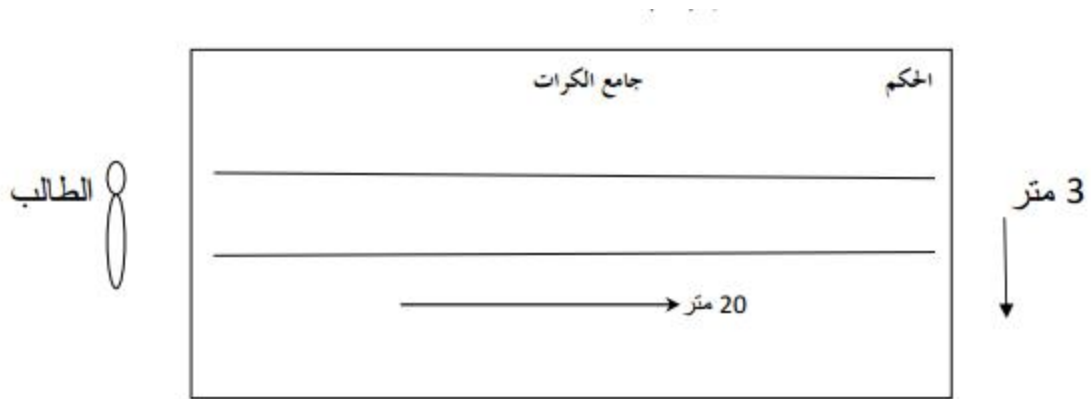 الحكم
جامع الكرات
3 متر
الطالب
20 متر